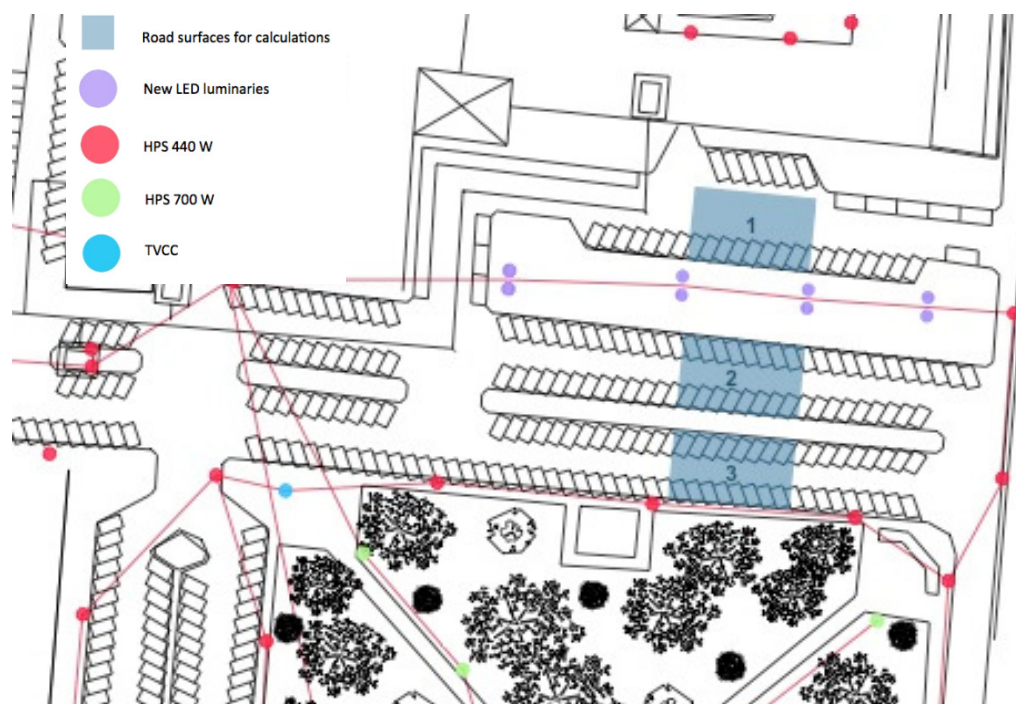 Road surfaces for calculations
New LED luminaries
HPS 440 W
HPS 700 W
TVCC
1
2
3